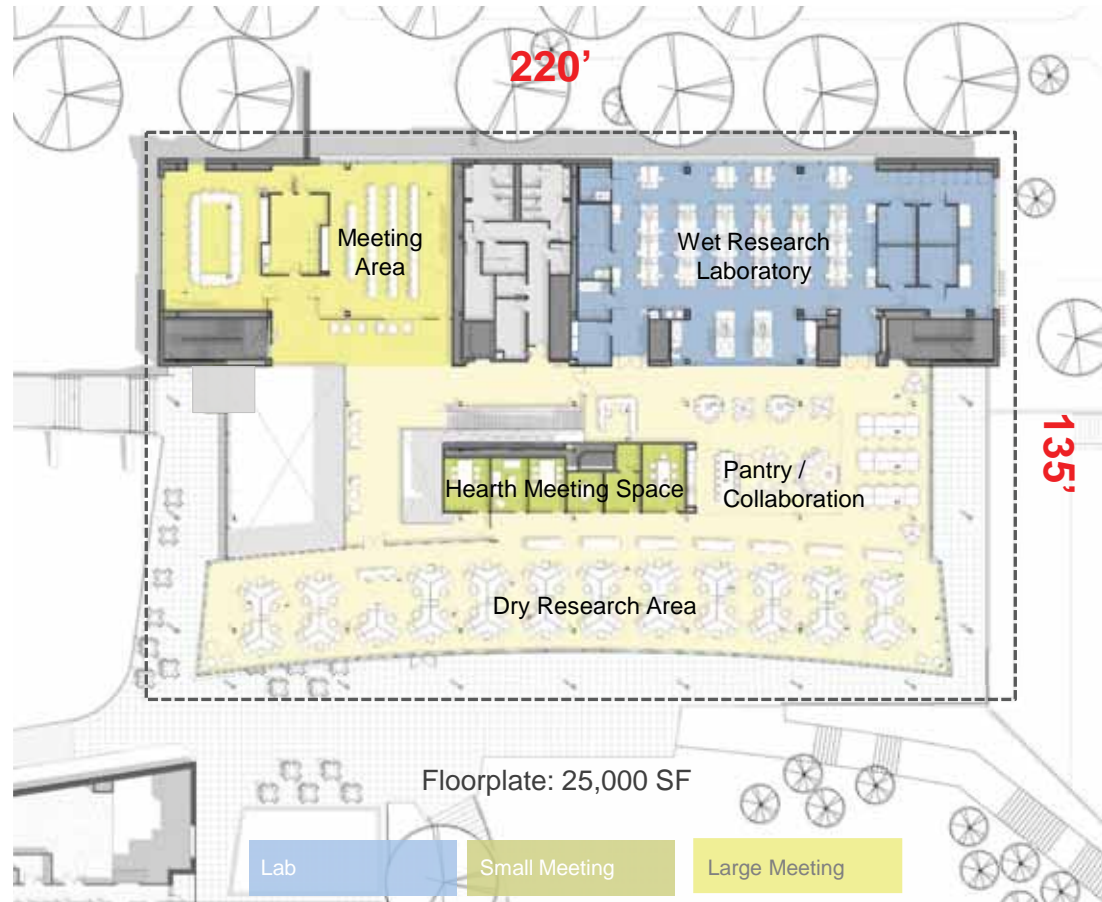 220’
Meeting
Area
Wet Research
Laboratory
135’
Hearth Meeting Space
Pantry /
Collaboration
Dry Research Area
Floorplate: 25,000 SF
Lab
Small Meeting
Large Meeting